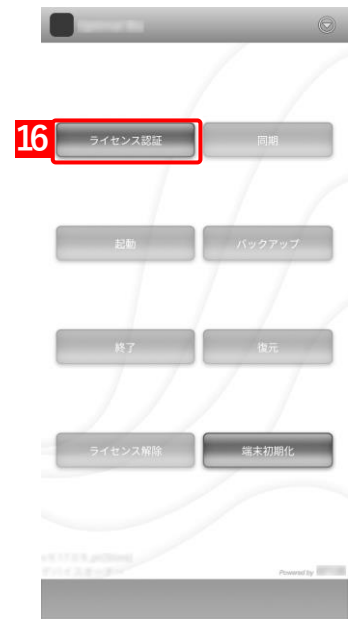 16
ライセンス認証
同期
起動
バックアップ
終了
復元
ライセンス解除
端末初期化
Powered by